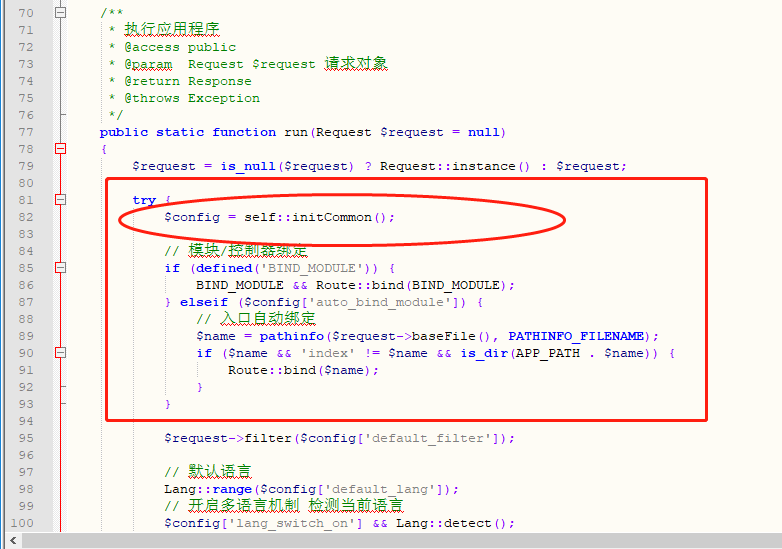 70 /**
71 * 执行应用程序
72 * @access public
73 * @param  Request $request 请求对象
74 * @return Response
75 * @throws Exception
76 */
77 public static function run(Request $request = null)
78 {
79 $request = is_null($request) ? Request::instance() : $request;
80
81 try {
82 $config = self::initCommon();
83
84 // 模块/控制器绑定
85 if (defined('BIND_MODULE')) {
86 BIND_MODULE && Route::bind(BIND_MODULE);
87 } elseif ($config['auto_bind_module']) {
88 // 入口自动绑定
89 $name = pathinfo($request->baseFile(), PATHINFO_FILENAME);
90 if ($name && 'index' != $name && is_dir(APP_PATH . $name)) {
91 Route::bind($name);
92 }
93 }
94
95 $request->filter($config['default_filter']);
96
97 // 默认语言
98 Lang::range($config['default_lang']);
99 // 开启多语言机制 检测当前语言
100 $config['lang_switch_on'] && Lang::detect();